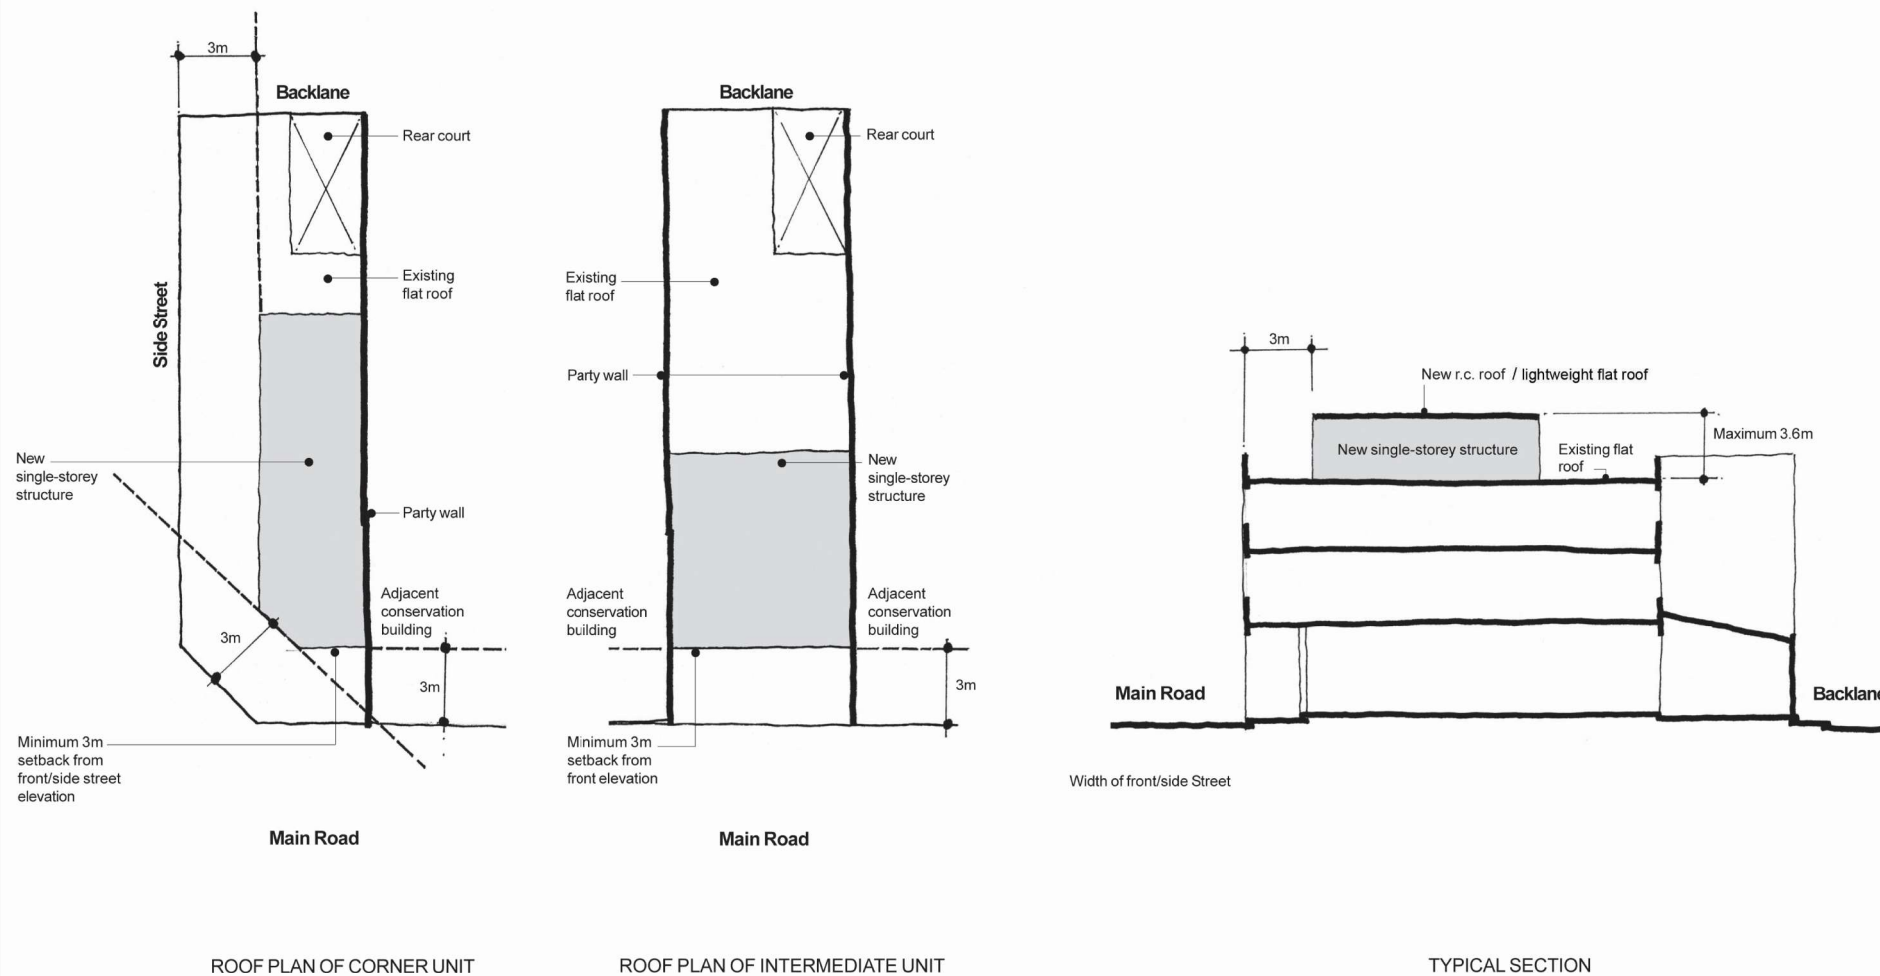 3m
Backlane
Rear court
Existing
flat roof
Side Street
New
single-storey
structure
Party wall
Adjacent
conservation
building
3m
3m
Minimum 3m
setback from
front/side street
elevation
Main Road
ROOF PLAN OF CORNER UNIT
Backlane
Rear court
Existing
flat roof
Party wall
New
single-storey
structure
Adjacent
conservation
building
Adjacent
conservation
building
3m
Minimum 3m
setback from
front elevation
Main Road
ROOF PLAN OF INTERMEDIATE UNIT
3m
New r.c. roof / lightweight flat roof
Maximum 3.6m
New single-storey structure
Existing flat
roof
Main Road
Backlane
Width of front/side Street
TYPICAL SECTION